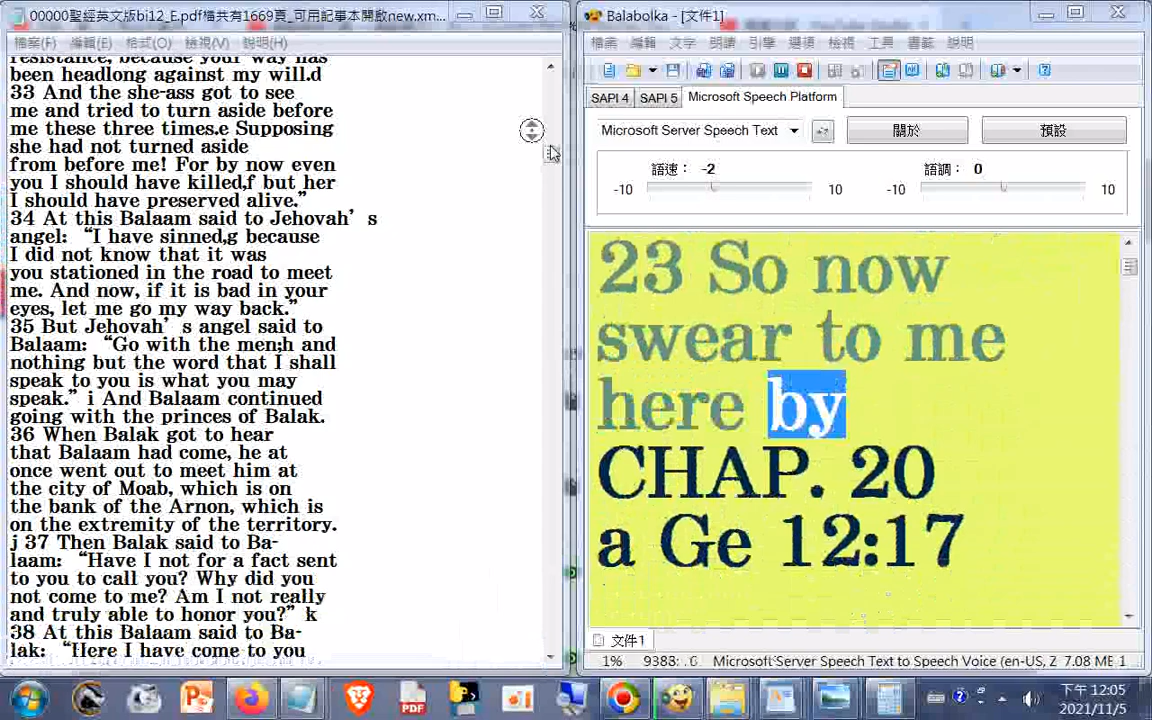 00000聖經英文版bi12_E.pdf檔共有1669頁_可用記事本開啟new.xm...
檔案(F) 編輯(E) 格式(O) 檢視(V) 說明(H)
resistance, because your way has
been headlong against my will.d
33 And the she-ass got to see
me and tried to turn aside before
me these three times.e Supposing
she had not turned aside
from before me! For by now even
you I should have killed,f but her
I should have preserved alive.”
34 At this Balaam said to Jehovah’s
angel: “I have sinned,g because
I did not know that it was
you stationed in the road to meet
me. And now, if it is bad in your
eyes, let me go my way back.”
35 But Jehovah’s angel said to
Balaam: “Go with the men;h and
nothing but the word that I shall
speak to you is what you may
speak.” i And Balaam continued
going with the princes of Balak.
36 When Balak got to hear
that Balaam had come, he at
once went out to meet him at
the city of Moab, which is on
the bank of the Arnon, which is
on the extremity of the territory.
j 37 Then Balak said to Ba-
laam: “Have I not for a fact sent
to you to call you? Why did you
not come to me? Am I not really
and truly able to honor you?” k
38 At this Balaam said to Ba-
lak: “Here I have come to you
Balabolka - [文件1]
檔案 編輯 文字 朗讀 引擎 選項 檢視 工具 書籤 說明
SAPI 4 SAPI 5 Microsoft Speech Platform
Microsoft Server Speech Text 關於 預設
語速: -2 語調: 0
-10 10 -10 10
23 So now
swear to me
here by
CHAP. 20
a Ge 12:17
文件1
1% Microsoft Server Speech Text to Speech Voice (en-US, Z 7.08 ME 1
PDF
下午 12:05
2021/11/5